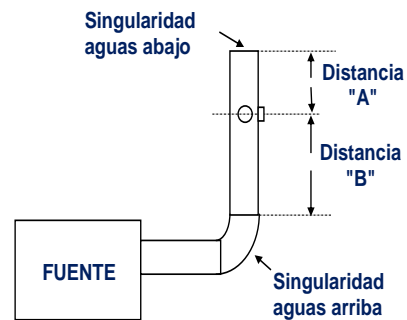 Singularidad
aguas abajo
Distancia
"A"
Distancia
"B"
FUENTE
Singularidad
aguas arriba